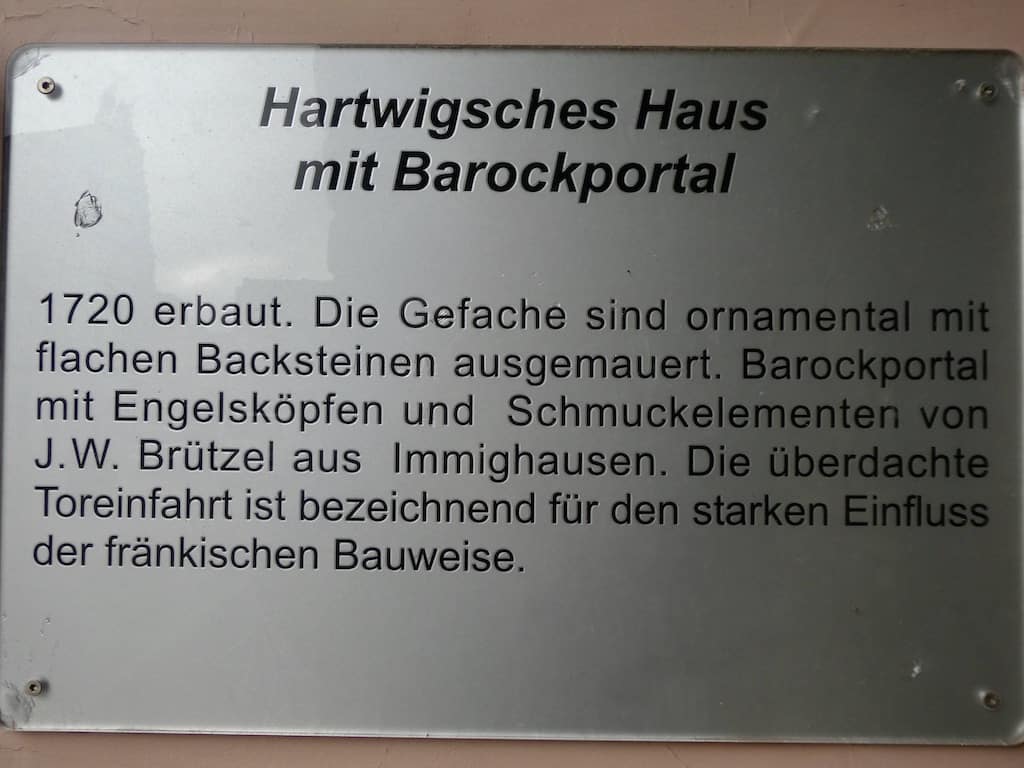 Hartwigsches Haus
mit Barockportal
1720 erbaut. Die Gefache sind ornamental mit
flachen Backsteinen ausgemauert. Barockportal
mit Engelsköpfen und Schmuckelementen von
J.W. Brützel aus Immighausen. Die überdachte
Toreinfahrt ist bezeichnend für den starken Einfluss
der fränkischen Bauweise.